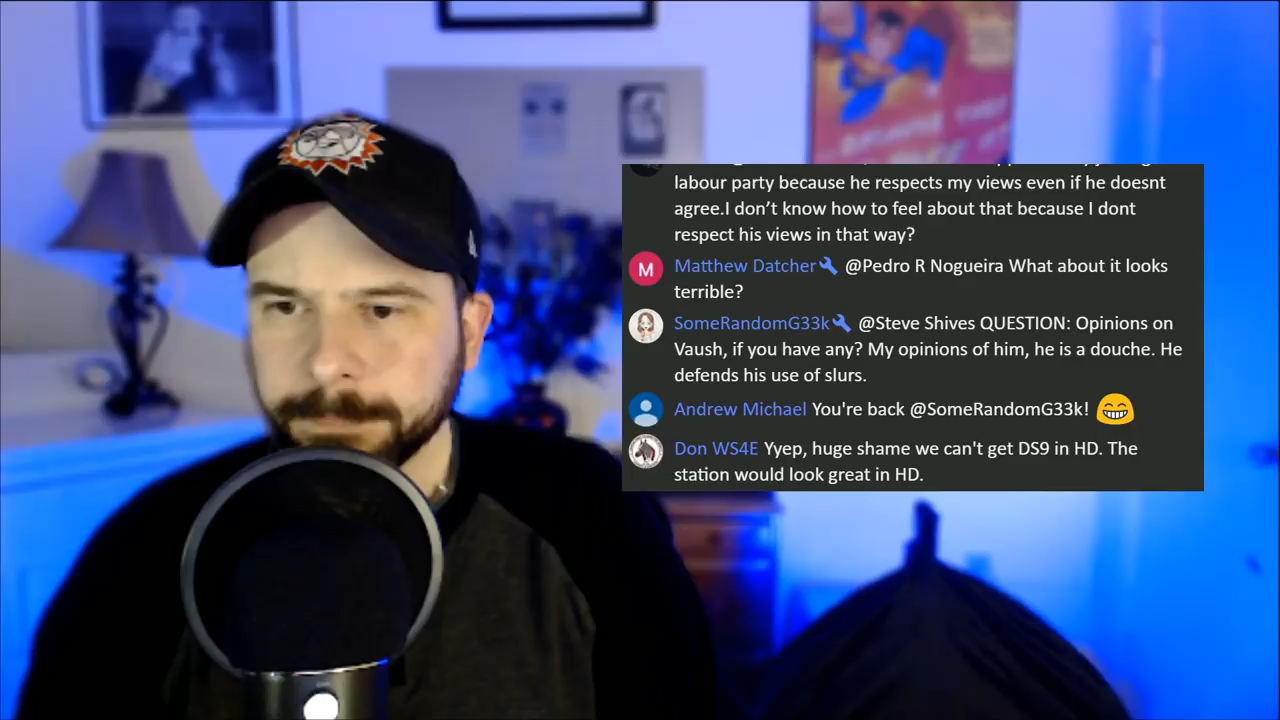 labour party because he respects my views even if he doesnt
agree.I don’t know how to feel about that because I dont
respect his views in that way?
M
Matthew Datcher @Pedro R Nogueira What about it looks
terrible?
SomeRandomG33k @Steve Shives QUESTION: Opinions on
Vaush, if you have any? My opinions of him, he is a douche. He
defends his use of slurs.
Andrew Michael You're back @SomeRandomG33k!
Don WS4E Yyep, huge shame we can't get DS9 in HD. The
station would look great in HD.